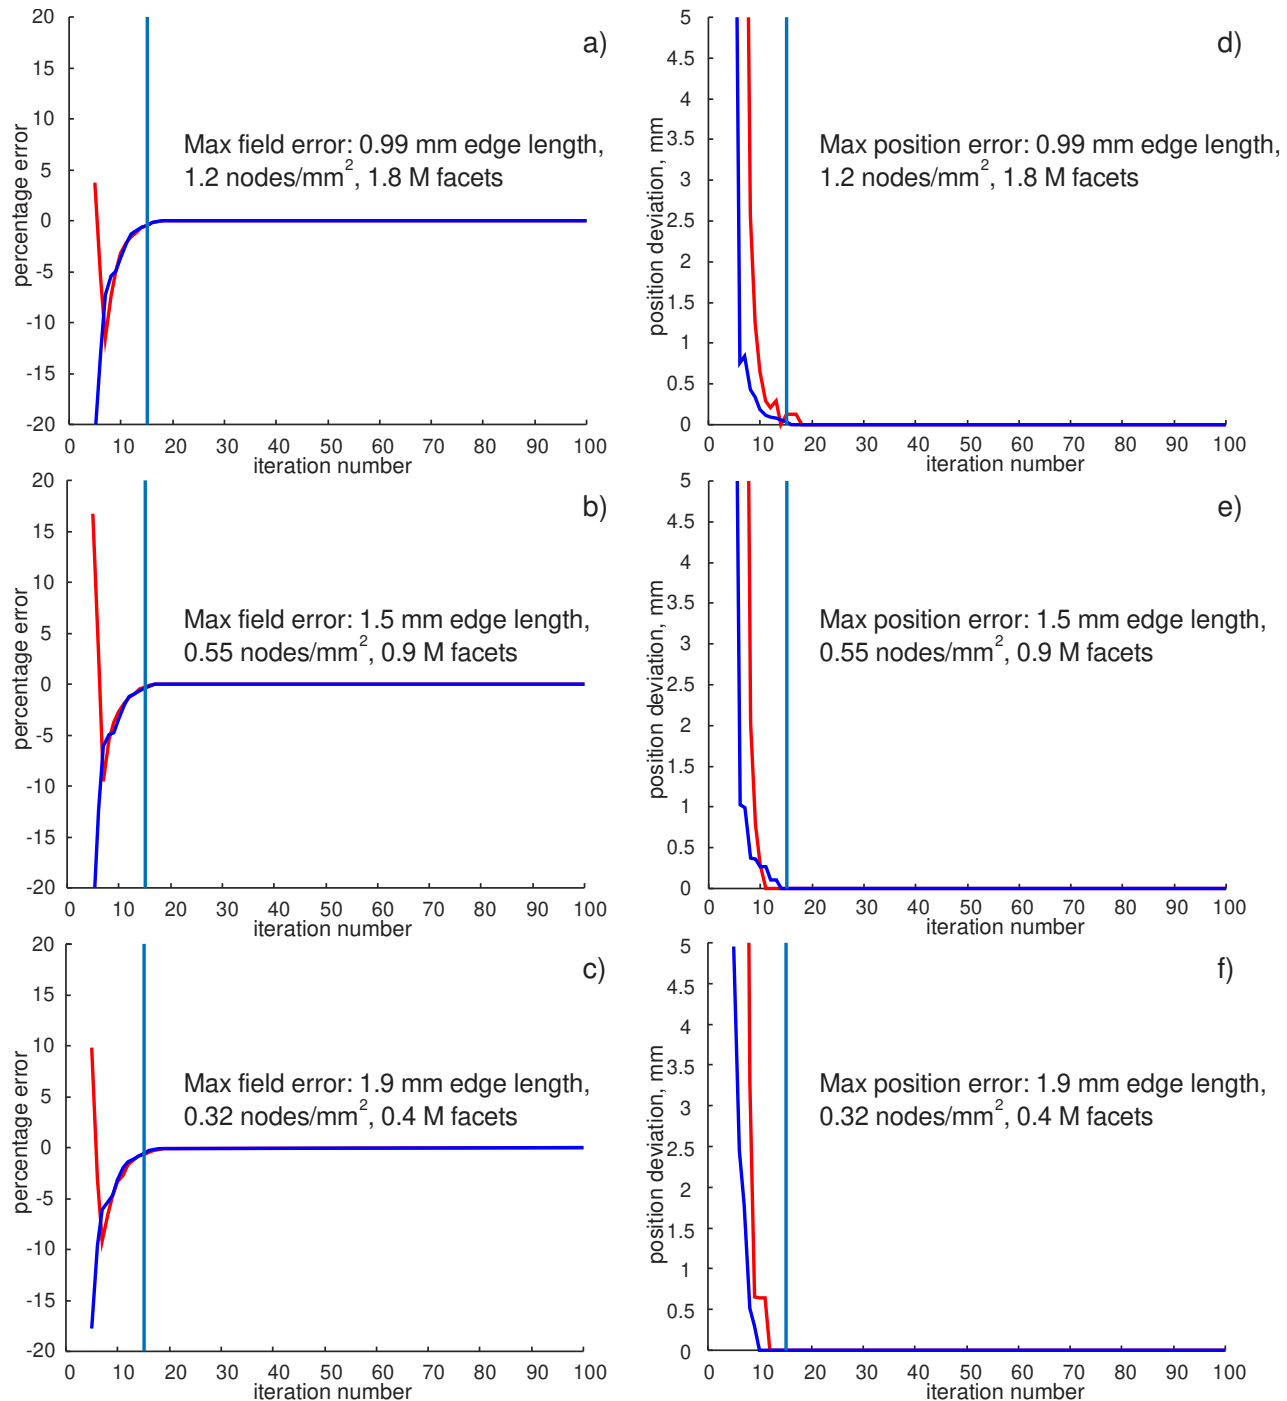 a)
20
15
10
5
0
-5
-10
-15
-20
percentage error
Max field error: 0.99 mm edge length,
1.2 nodes/mm², 1.8 M facets
0 10 20 30 40 50 60 70 80 90 100
iteration number
d)
5
4.5
4
3.5
3
2.5
2
1.5
1
0.5
0
position deviation, mm
Max position error: 0.99 mm edge length,
1.2 nodes/mm², 1.8 M facets
0 10 20 30 40 50 60 70 80 90 100
iteration number
b)
20
15
10
5
0
-5
-10
-15
-20
percentage error
Max field error: 1.5 mm edge length,
0.55 nodes/mm², 0.9 M facets
0 10 20 30 40 50 60 70 80 90 100
iteration number
e)
5
4.5
4
3.5
3
2.5
2
1.5
1
0.5
0
position deviation, mm
Max position error: 1.5 mm edge length,
0.55 nodes/mm², 0.9 M facets
0 10 20 30 40 50 60 70 80 90 100
iteration number
c)
20
15
10
5
0
-5
-10
-15
-20
percentage error
Max field error: 1.9 mm edge length,
0.32 nodes/mm², 0.4 M facets
0 10 20 30 40 50 60 70 80 90 100
iteration number
f)
5
4.5
4
3.5
3
2.5
2
1.5
1
0.5
0
position deviation, mm
Max position error: 1.9 mm edge length,
0.32 nodes/mm², 0.4 M facets
0 10 20 30 40 50 60 70 80 90 100
iteration number